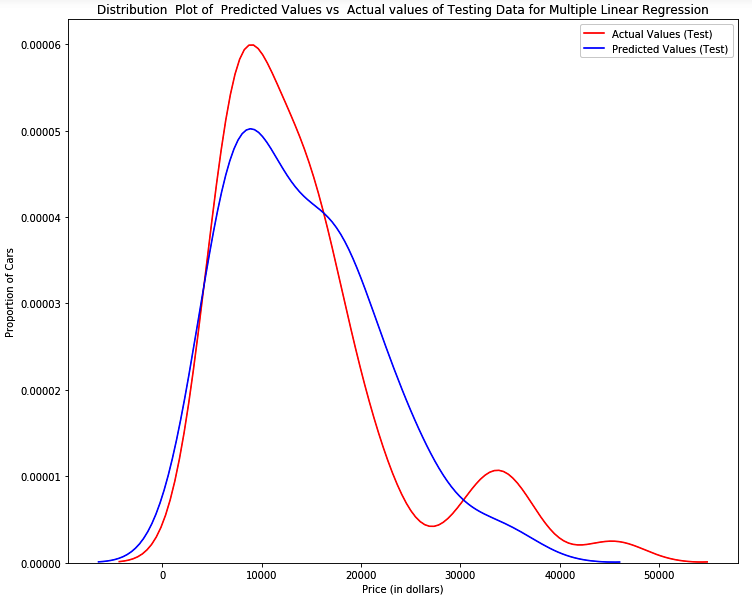 Distribution  Plot of  Predicted Values vs  Actual values of Testing Data for Multiple Linear Regression
Actual Values (Test)
Predicted Values (Test)
0.00006
0.00005
0.00004
0.00003
0.00002
0.00001
0.00000
Proportion of Cars
0 10000 20000 30000 40000 50000
Price (in dollars)